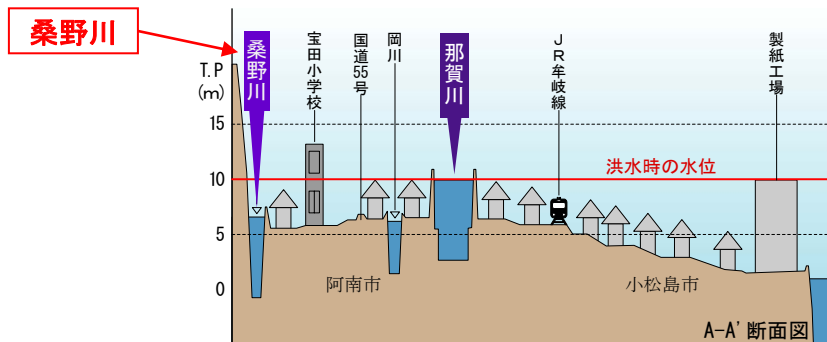 桑野川
桑野川
T.P
(m)
宝田小学校
国道55号
岡川
那賀川
JR牟岐線
製紙工場
15
洪水時の水位
10
5
0
阿南市
小松島市
A-A' 断面図